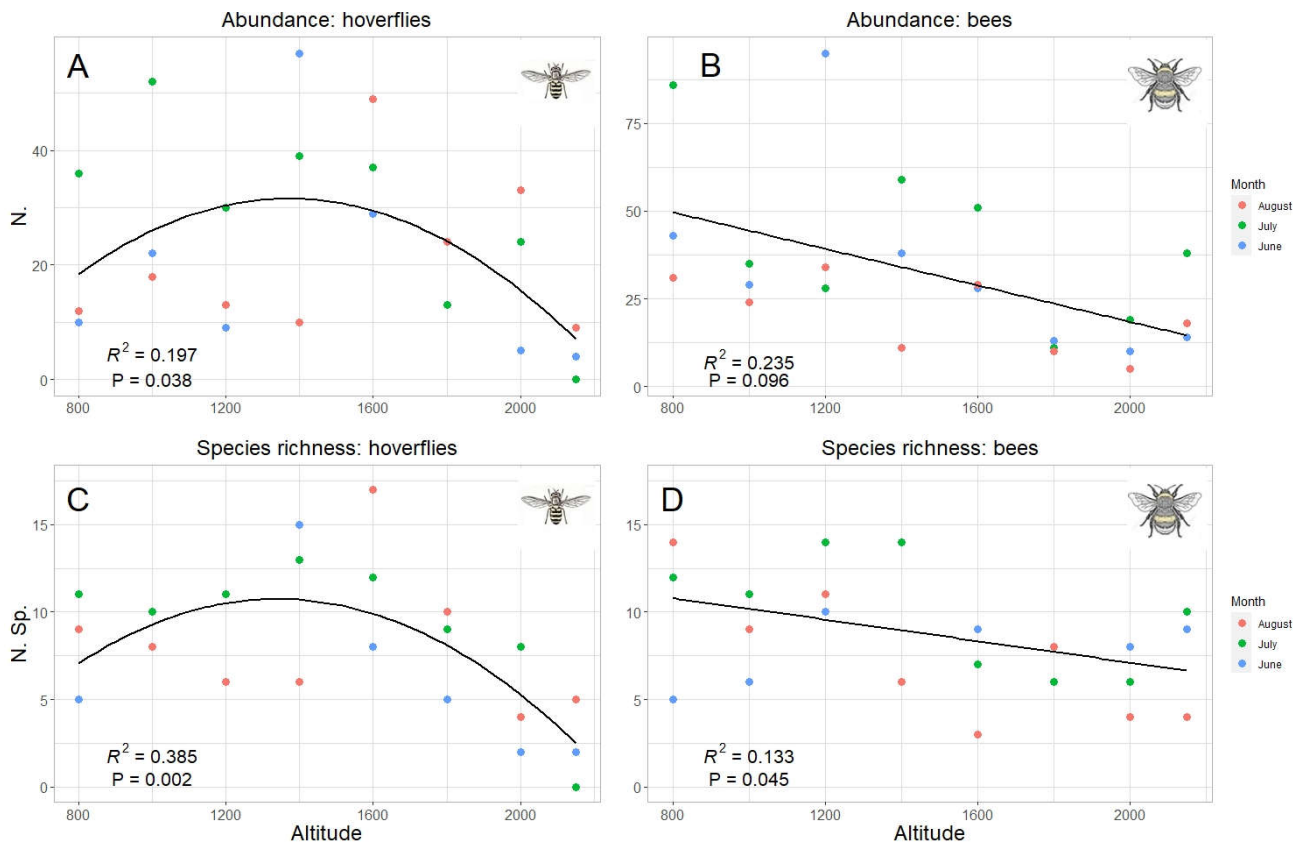 Abundance: hoverflies
A
N.
40
20
0
R² = 0.197
P = 0.038
800 1200 1600 2000
Abundance: bees
B
75
50
25
0
R² = 0.235
P = 0.096
800 1200 1600 2000
Month
August
July
June
Species richness: hoverflies
C
N. Sp.
15
10
5
0
R² = 0.385
P = 0.002
800 1200 1600 2000
Altitude
Species richness: bees
D
15
10
5
0
R² = 0.133
P = 0.045
800 1200 1600 2000
Altitude
Month
August
July
June